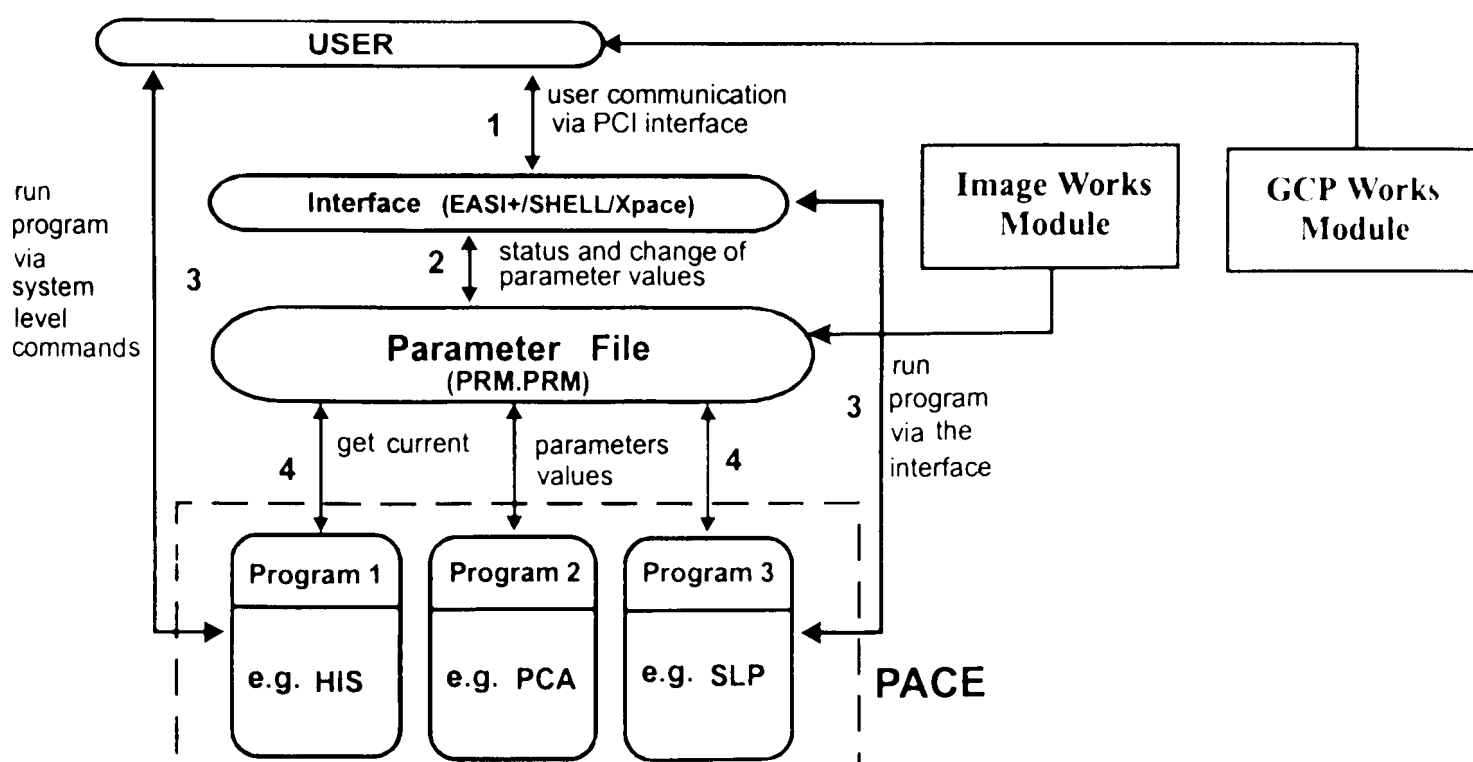 USER
user communication
via PCI interface
1
Image Works
Module
GCP Works
Module
run
program
via
system
level
commands
3
Interface (EASI+/SHELL/Xpace)
2
status and change of
parameter values
Parameter File
(PRM.PRM)
3
run
program
via the
interface
4
get current
parameters
values
4
Program 1
e.g. HIS
Program 2
e.g. PCA
Program 3
e.g. SLP
PACE